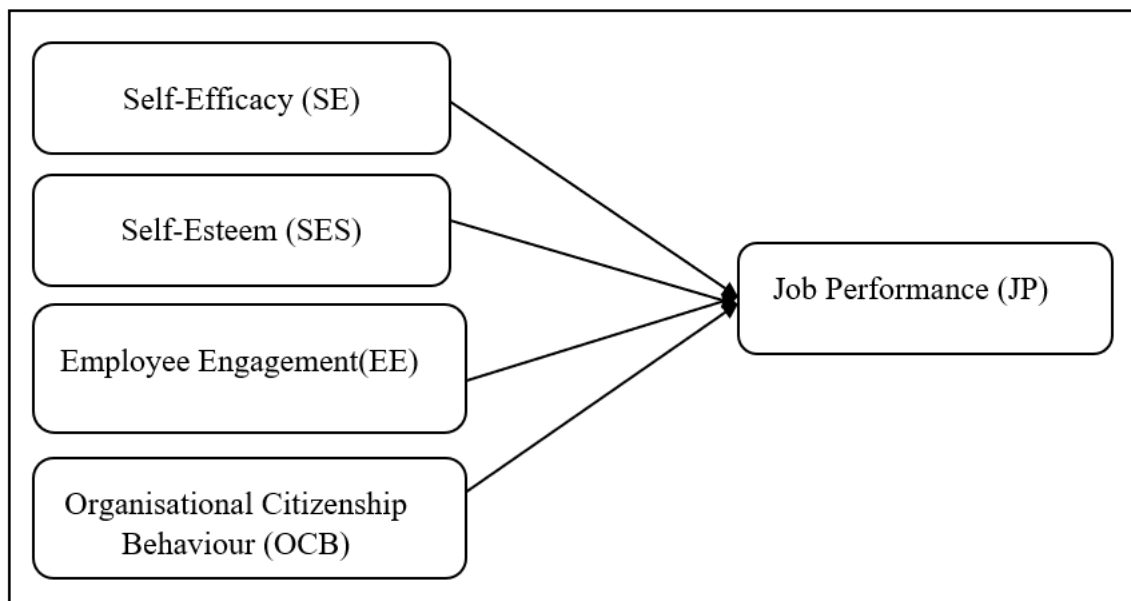 Self-Efficacy (SE)
Self-Esteem (SES)
Employee Engagement(EE)
Organisational Citizenship
Behaviour (OCB)
Job Performance (JP)